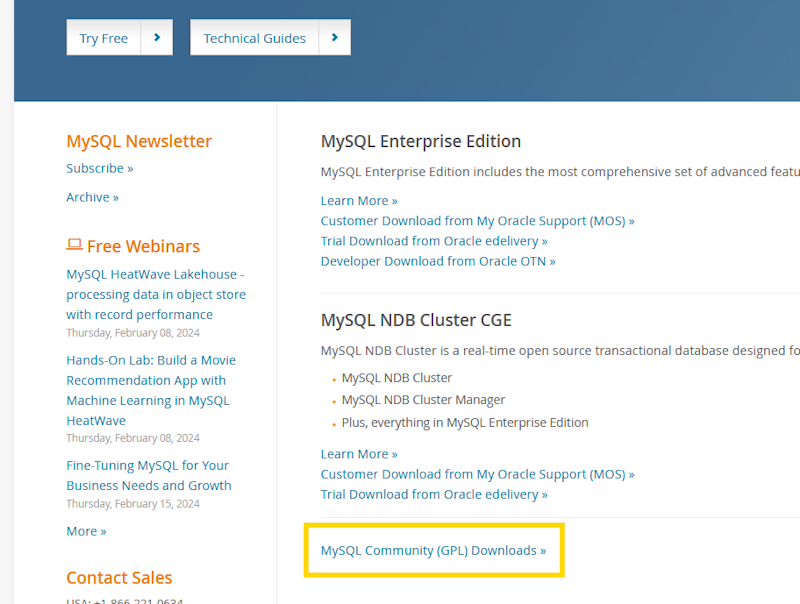 Try Free
Technical Guides
MySQL Newsletter
Subscribe »
Archive »
Free Webinars
MySQL HeatWave Lakehouse -
processing data in object store
with record performance
Thursday, February 08, 2024
Hands-On Lab: Build a Movie
Recommendation App with
Machine Learning in MySQL
HeatWave
Thursday, February 08, 2024
Fine-Tuning MySQL for Your
Business Needs and Growth
Thursday, February 15, 2024
More »
Contact Sales
USA: +1-866-221-0634
MySQL Enterprise Edition
MySQL Enterprise Edition includes the most comprehensive set of advanced featu
Learn More »
Customer Download from My Oracle Support (MOS) »
Trial Download from Oracle edelivery »
Developer Download from Oracle OTN »
MySQL NDB Cluster CGE
MySQL NDB Cluster is a real-time open source transactional database designed fo
• MySQL NDB Cluster
• MySQL NDB Cluster Manager
• Plus, everything in MySQL Enterprise Edition
Learn More »
Customer Download from My Oracle Support (MOS) »
Trial Download from Oracle edelivery »
MySQL Community (GPL) Downloads »